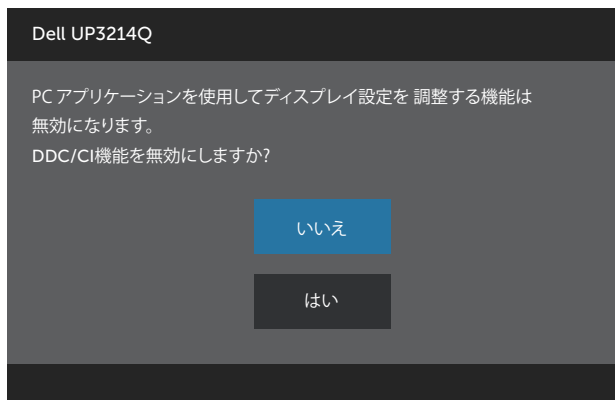 Dell UP3214Q
PC アプリケーションを使用してディスプレイ設定を 調整する機能は
無効になります。
DDC/CI機能を無効にしますか?
いいえ
はい